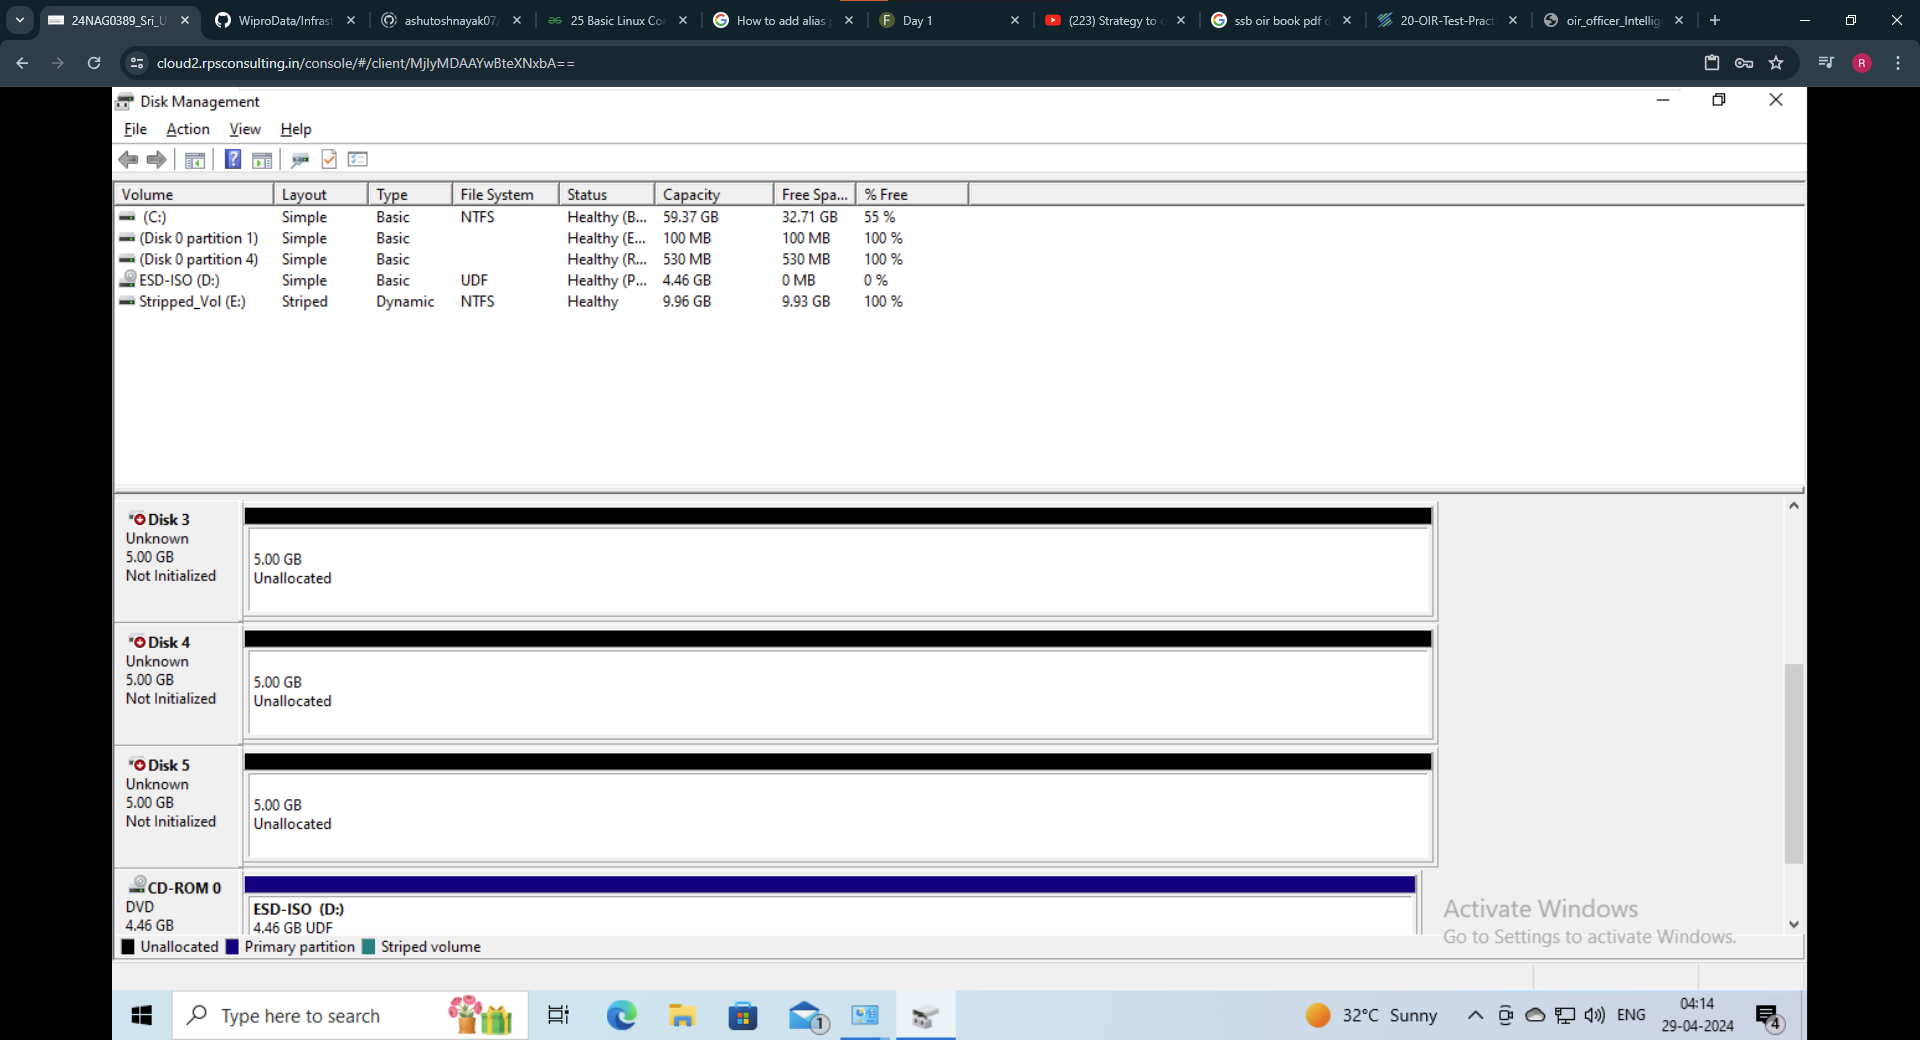 24NAG0389_Sri_U
WiproData/Infrast
ashutoshnayak07/
25 Basic Linux Co
How to add alias
Day 1
(223) Strategy to
ssb oir book pdf
20-OIR-Test-Pract
oir_officer_Intellig
cloud2.rpsconsulting.in/console/#/client/MjIyMDAAYwBteXNxbA==
R
Disk Management
File Action View Help
Volume Layout Type File System Status Capacity Free Spa... % Free
(C:) Simple Basic NTFS Healthy (B... 59.37 GB 32.71 GB 55 %
(Disk 0 partition 1) Simple Basic Healthy (E... 100 MB 100 MB 100 %
(Disk 0 partition 4) Simple Basic Healthy (R... 530 MB 530 MB 100 %
ESD-ISO (D:) Simple Basic UDF Healthy (P... 4.46 GB 0 MB 0 %
Stripped_Vol (E:) Striped Dynamic NTFS Healthy 9.96 GB 9.93 GB 100 %
Disk 3
Unknown
5.00 GB
Not Initialized
5.00 GB
Unallocated
Disk 4
Unknown
5.00 GB
Not Initialized
5.00 GB
Unallocated
Disk 5
Unknown
5.00 GB
Not Initialized
5.00 GB
Unallocated
CD-ROM 0
DVD
4.46 GB
ESD-ISO (D:)
4.46 GB UDF
Activate Windows
Go to Settings to activate Windows.
Unallocated Primary partition Striped volume
Type here to search
1
32°C Sunny
ENG
04:14
29-04-2024
4